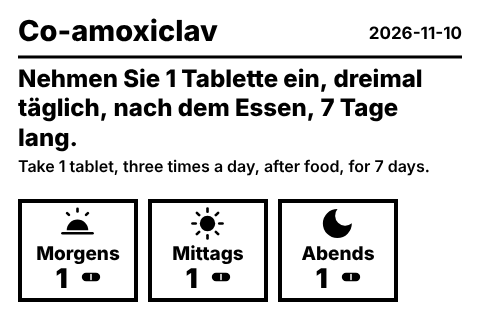 Co-amoxiclav
2026-11-10
Nehmen Sie 1 Tablette ein, dreimal
täglich, nach dem Essen, 7 Tage
lang.
Take 1 tablet, three times a day, after food, for 7 days.
Morgens Mittags Abends
1 1 1